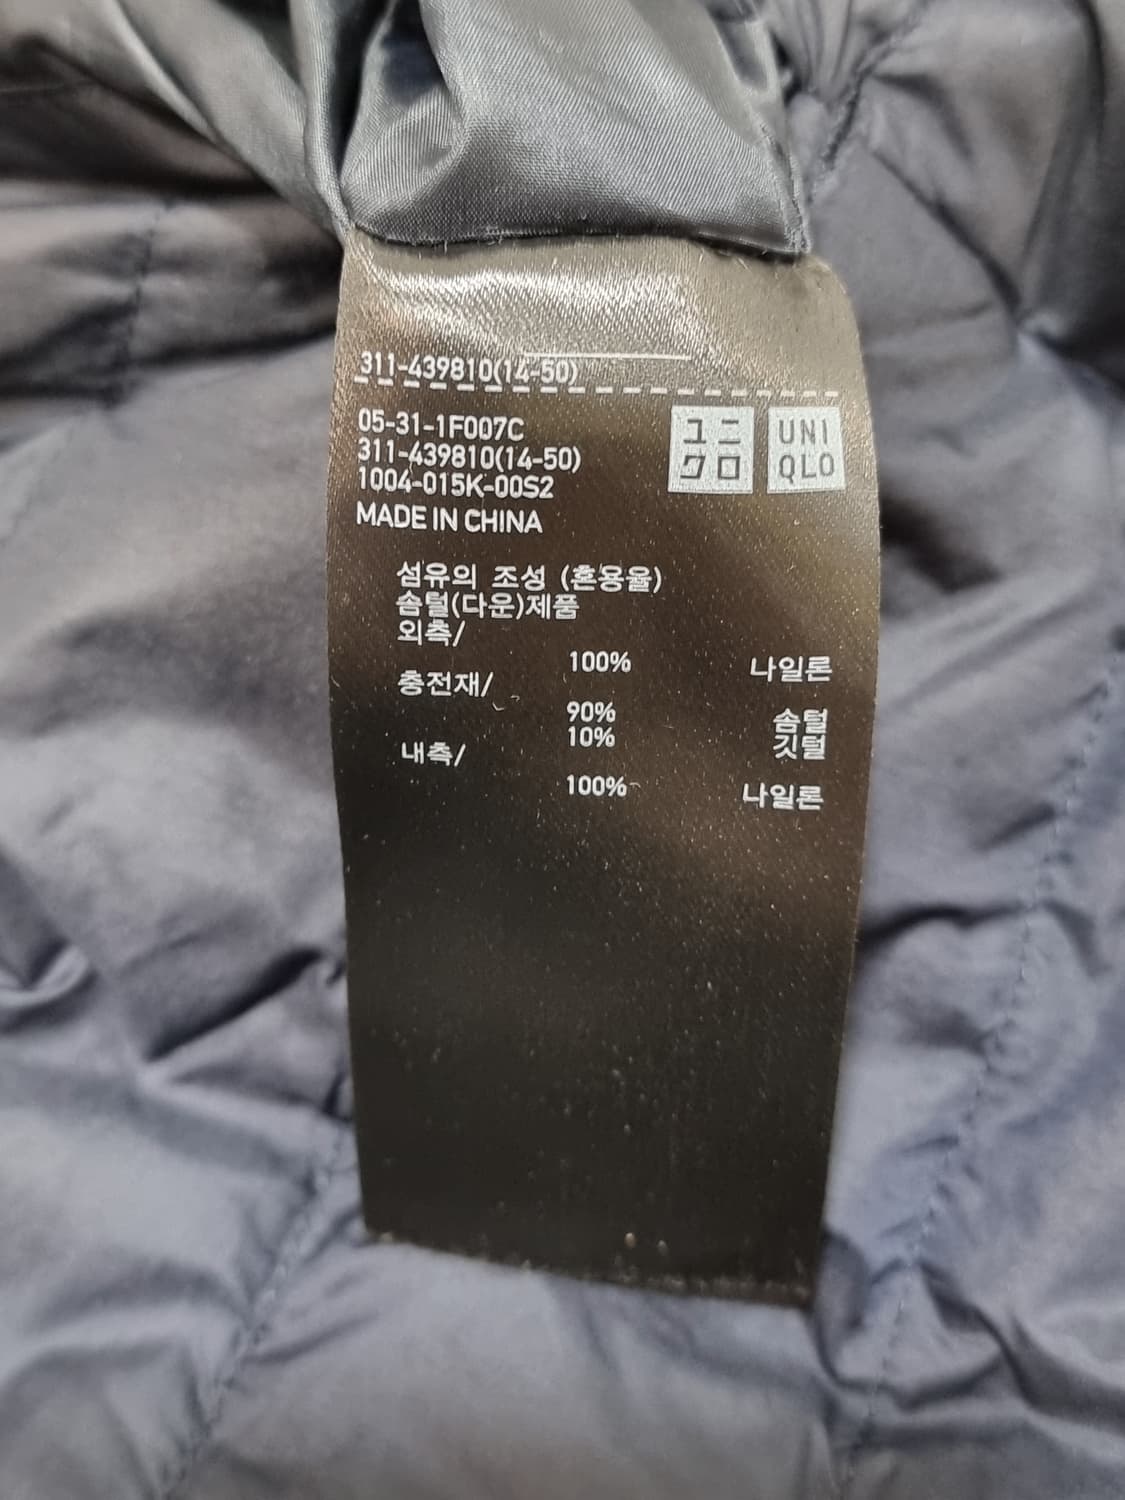 311-439810(14-50)
05-31-1F007C
311-439810(14-50)
1004-015K-00S2
MADE IN CHINA
ユニ
クロ
UNI
QLO
섬유의 조성 (혼용율)
솜털(다운)제품
외측/
100% 나일론
충전재/
90% 솜털
10% 깃털
내측/
100% 나일론